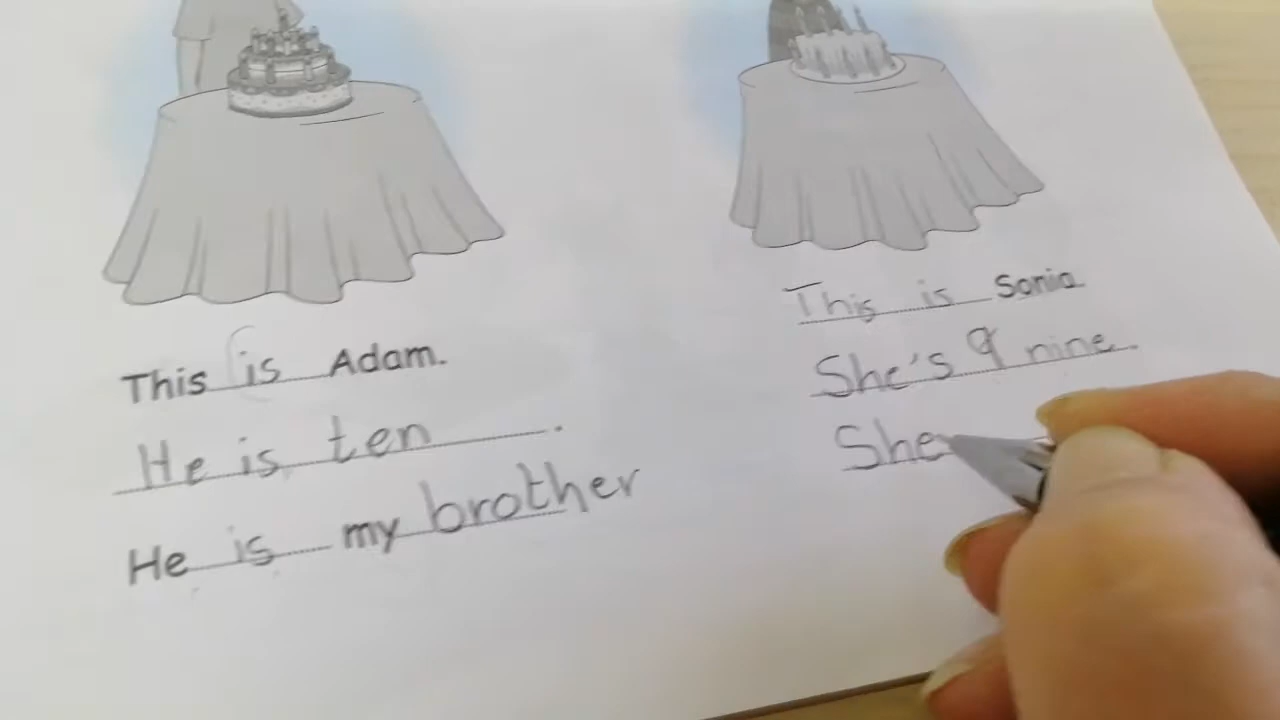 This is Adam.
He is ten.
He is my brother
This is Sonia
She's 9 nine.
She